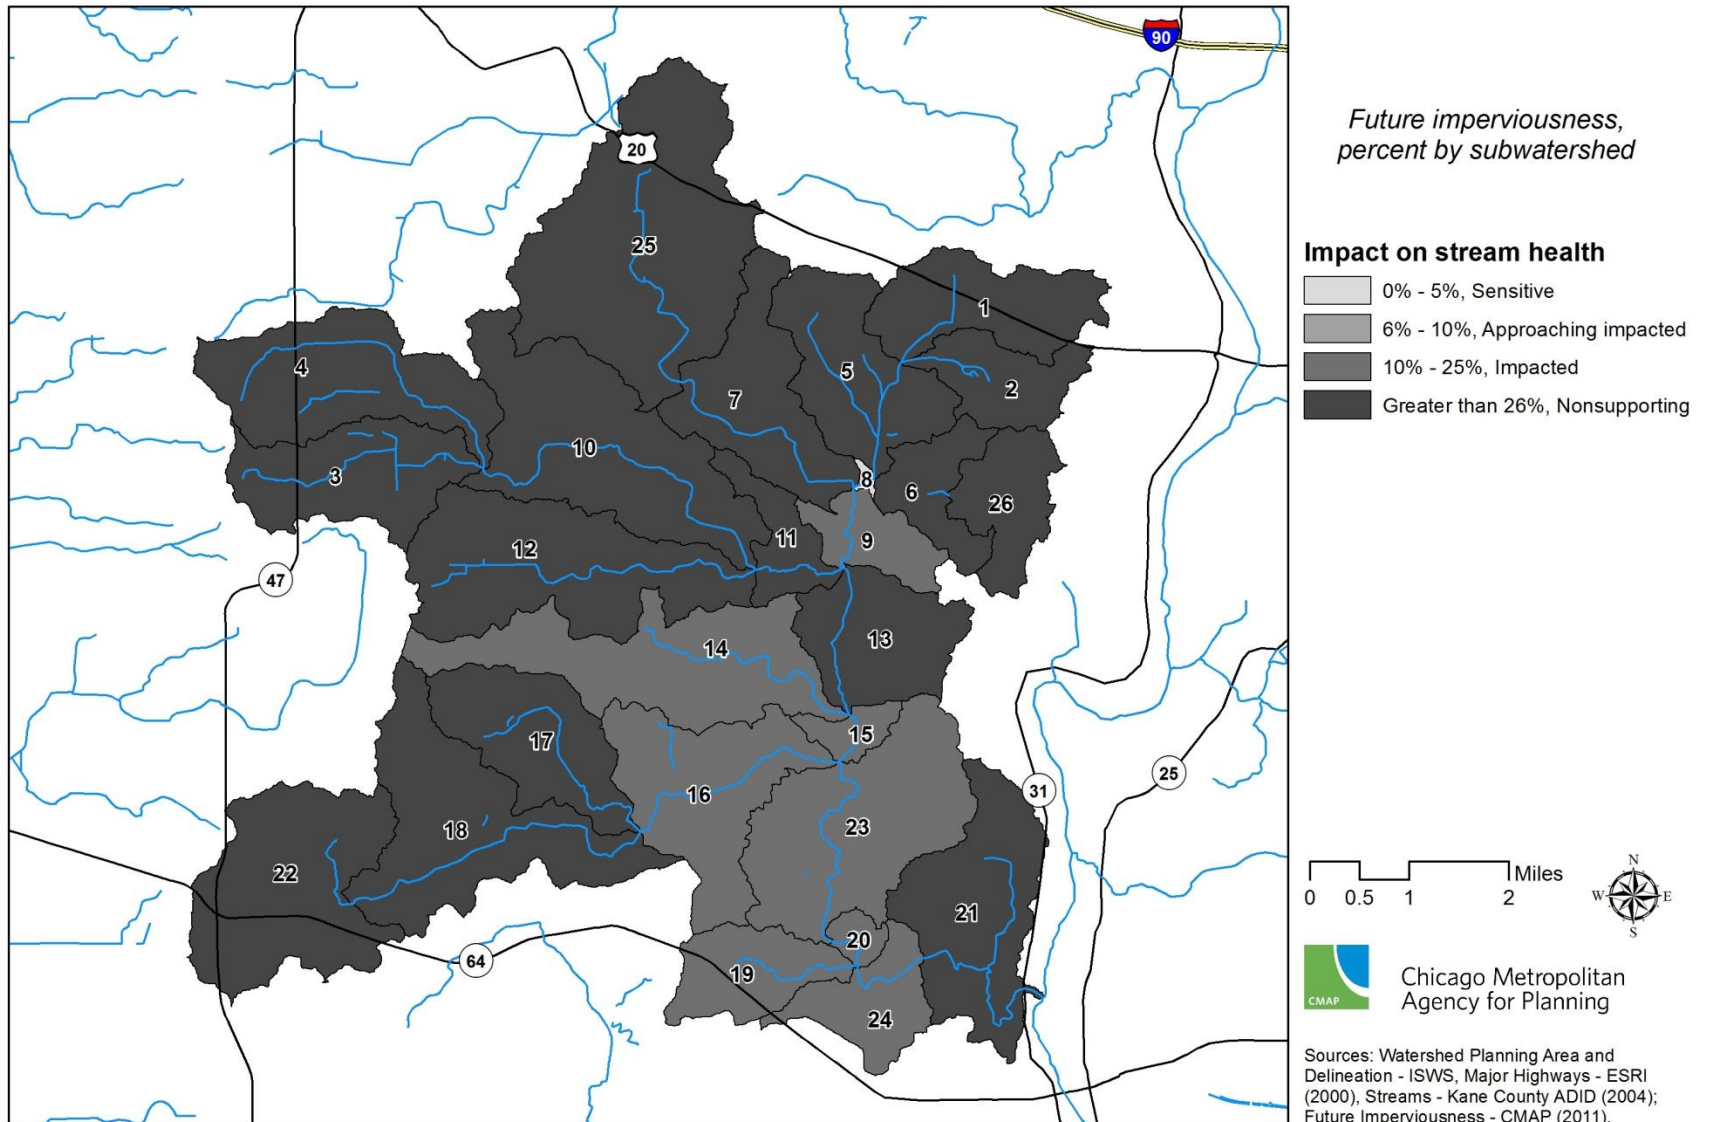 90
20
25
1
4
5
2
7
10
3
8
6
26
12
11
9
47
14
13
15
17
16
25
31
18
23
22
21
20
64
19
24
Future imperviousness,
percent by subwatershed
Impact on stream health
0% - 5%, Sensitive
6% - 10%, Approaching impacted
10% - 25%, Impacted
Greater than 26%, Nonsupporting
Miles
0 0.5 1 2
N
W E
S
CMAP
Chicago Metropolitan
Agency for Planning
Sources: Watershed Planning Area and
Delineation - ISWS, Major Highways - ESRI
(2000), Streams - Kane County ADID (2004);
Future Imperviousness - CMAP (2011).